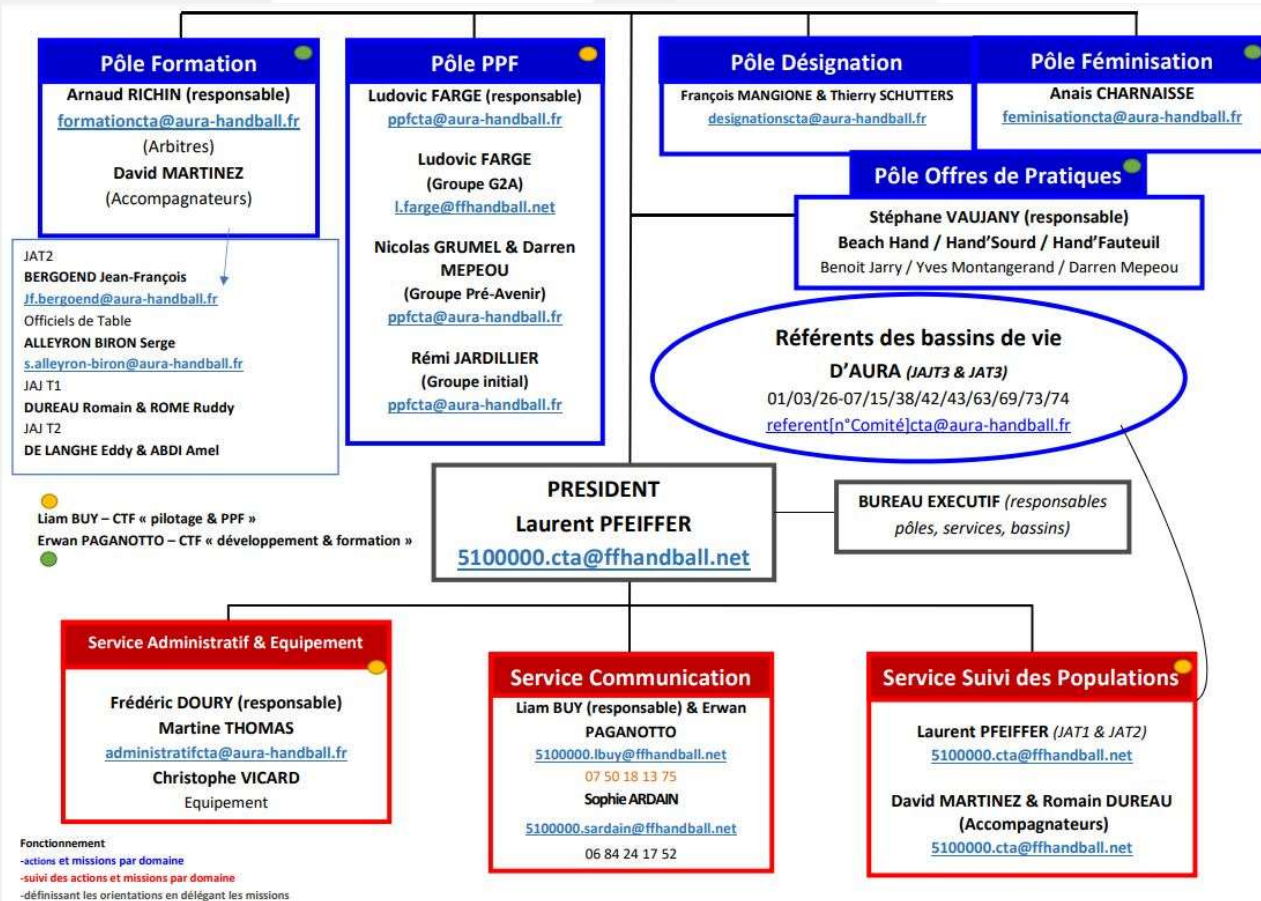 Pôle Formation
Arnaud RICHIN (responsable)
formationcta@aura-handball.fr
(Arbitres)
David MARTINEZ
(Accompagnateurs)
JAT2
BERGOEND Jean-François
Jf.bergoend@aura-handball.fr
Officiels de Table
ALLEYRON BIRON Serge
s.alleyron-biron@aura-handball.fr
JAJ T1
DUREAU Romain & ROME Ruddy
JAJ T2
DE LANGHE Eddy & ABDI Amel
Pôle PPF
Ludovic FARGE (responsable)
ppfcta@aura-handball.fr
Ludovic FARGE
(Groupe G2A)
l.farge@ffhandball.net
Nicolas GRUMEL & Darren
MEPEOU
(Groupe Pré-Avenir)
ppfcta@aura-handball.fr
Rémi JARDILLIER
(Groupe initial)
ppfcta@aura-handball.fr
Pôle Désignation
François MANGIONE & Thierry SCHUTTERS
designationscta@aura-handball.fr
Pôle Féminisation
Anais CHARNAISSE
feminisationcta@aura-handball.fr
Pôle Offres de Pratiques
Stéphane VAUJANY (responsable)
Beach Hand / Hand'Sourd / Hand'Fauteuil
Benoit Jarry / Yves Montangerand / Darren Mepeou
Référents des bassins de vie
D'AURA (JAJT3 & JAT3)
01/03/26-07/15/38/42/43/63/69/73/74
referent[n°Comité]cta@aura-handball.fr
Liam BUY – CTF « pilotage & PPF »
Erwan PAGANOTTO – CTF « développement & formation »
PRESIDENT
Laurent PFEIFFER
5100000.cta@ffhandball.net
BUREAU EXECUTIF (responsables
pôles, services, bassins)
Service Administratif & Equipement
Frédéric DOURY (responsable)
Martine THOMAS
administratifcta@aura-handball.fr
Christophe VICARD
Equipement
Service Communication
Liam BUY (responsable) & Erwan
PAGANOTTO
5100000.lbuy@ffhandball.net
07 50 18 13 75
Sophie ARDAIN
5100000.sardain@ffhandball.net
06 84 24 17 52
Service Suivi des Populations
Laurent PFEIFFER (JAT1 & JAT2)
5100000.cta@ffhandball.net
David MARTINEZ & Romain DUREAU
(Accompagnateurs)
5100000.cta@ffhandball.net
Fonctionnement
-actions et missions par domaine
-suivi des actions et missions par domaine
-définissant les orientations en délégant les missions